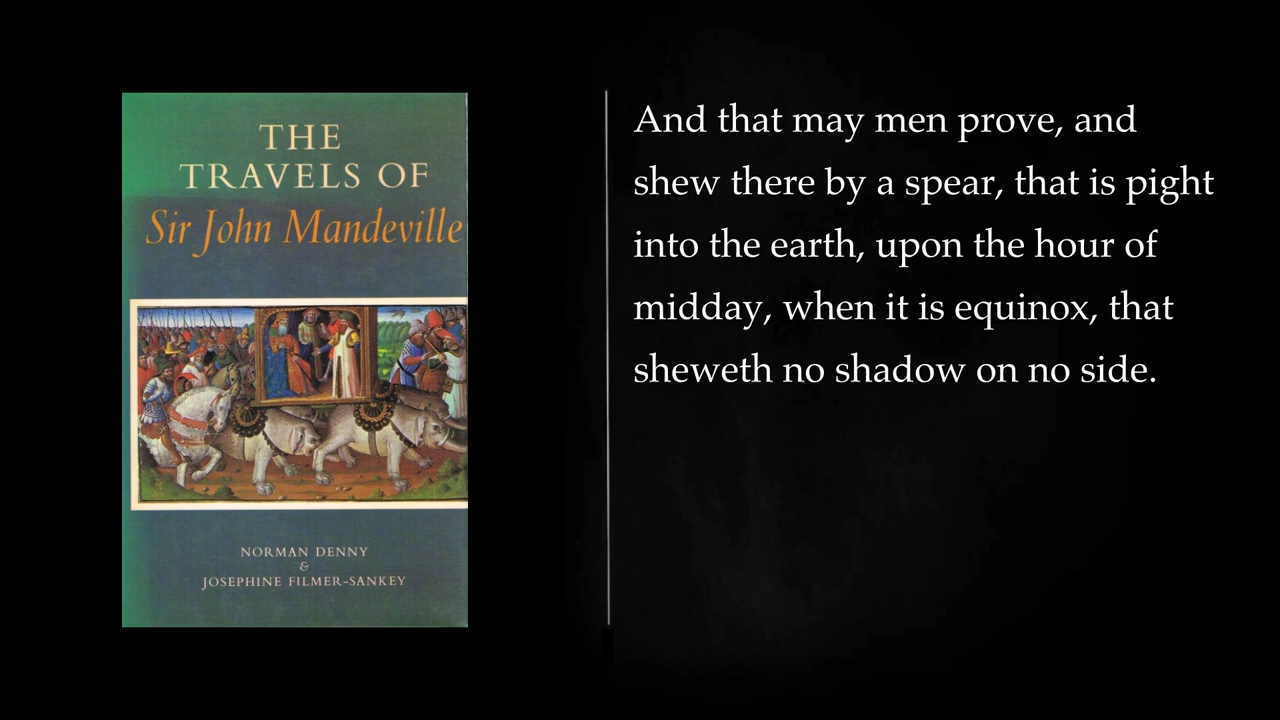 THE
TRAVELS OF
Sir John Mandeville
NORMAN DENNY
&
JOSEPHINE FILMER-SANKEY
And that may men prove, and
shew there by a spear, that is pight
into the earth, upon the hour of
midday, when it is equinox, that
sheweth no shadow on no side.